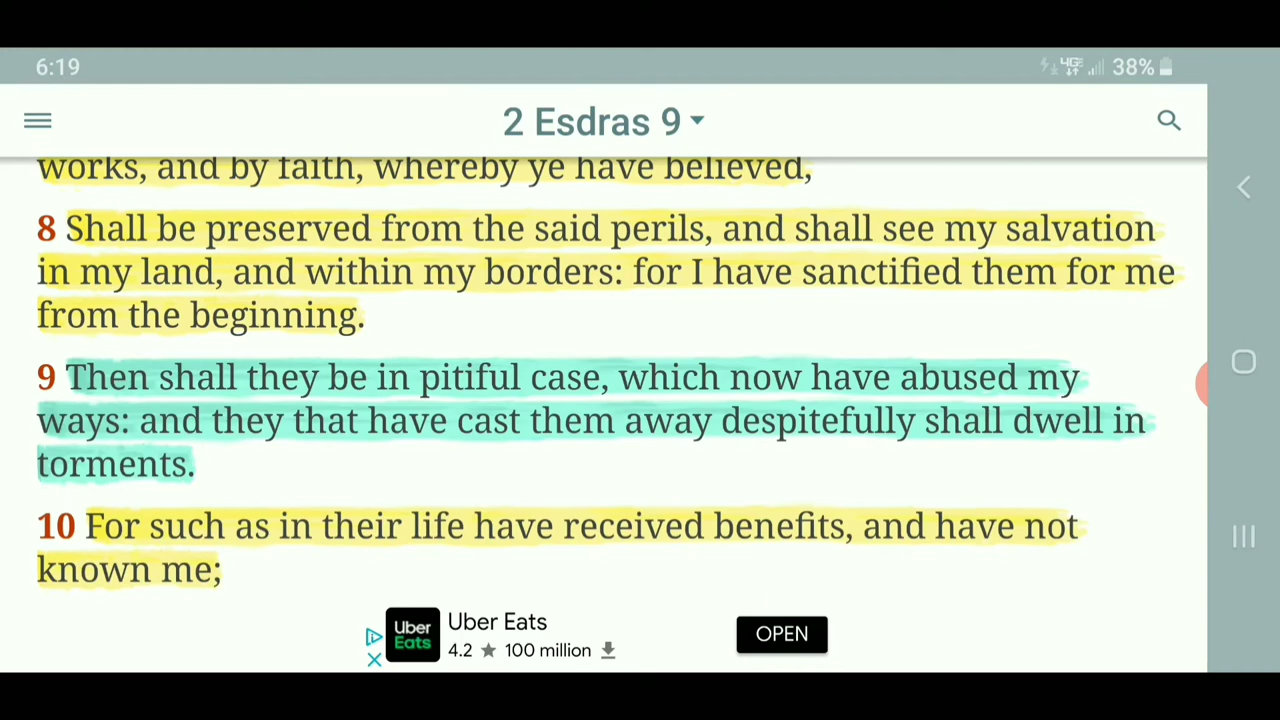 6:19
4GE 38%
2 Esdras 9
works, and by faith, whereby ye have believed,
8 Shall be preserved from the said perils, and shall see my salvation
in my land, and within my borders: for I have sanctified them for me
from the beginning.
9 Then shall they be in pitiful case, which now have abused my
ways: and they that have cast them away despitefully shall dwell in
torments.
10 For such as in their life have received benefits, and have not
known me;
Uber
Eats
Uber Eats
4.2 ★ 100 million
OPEN